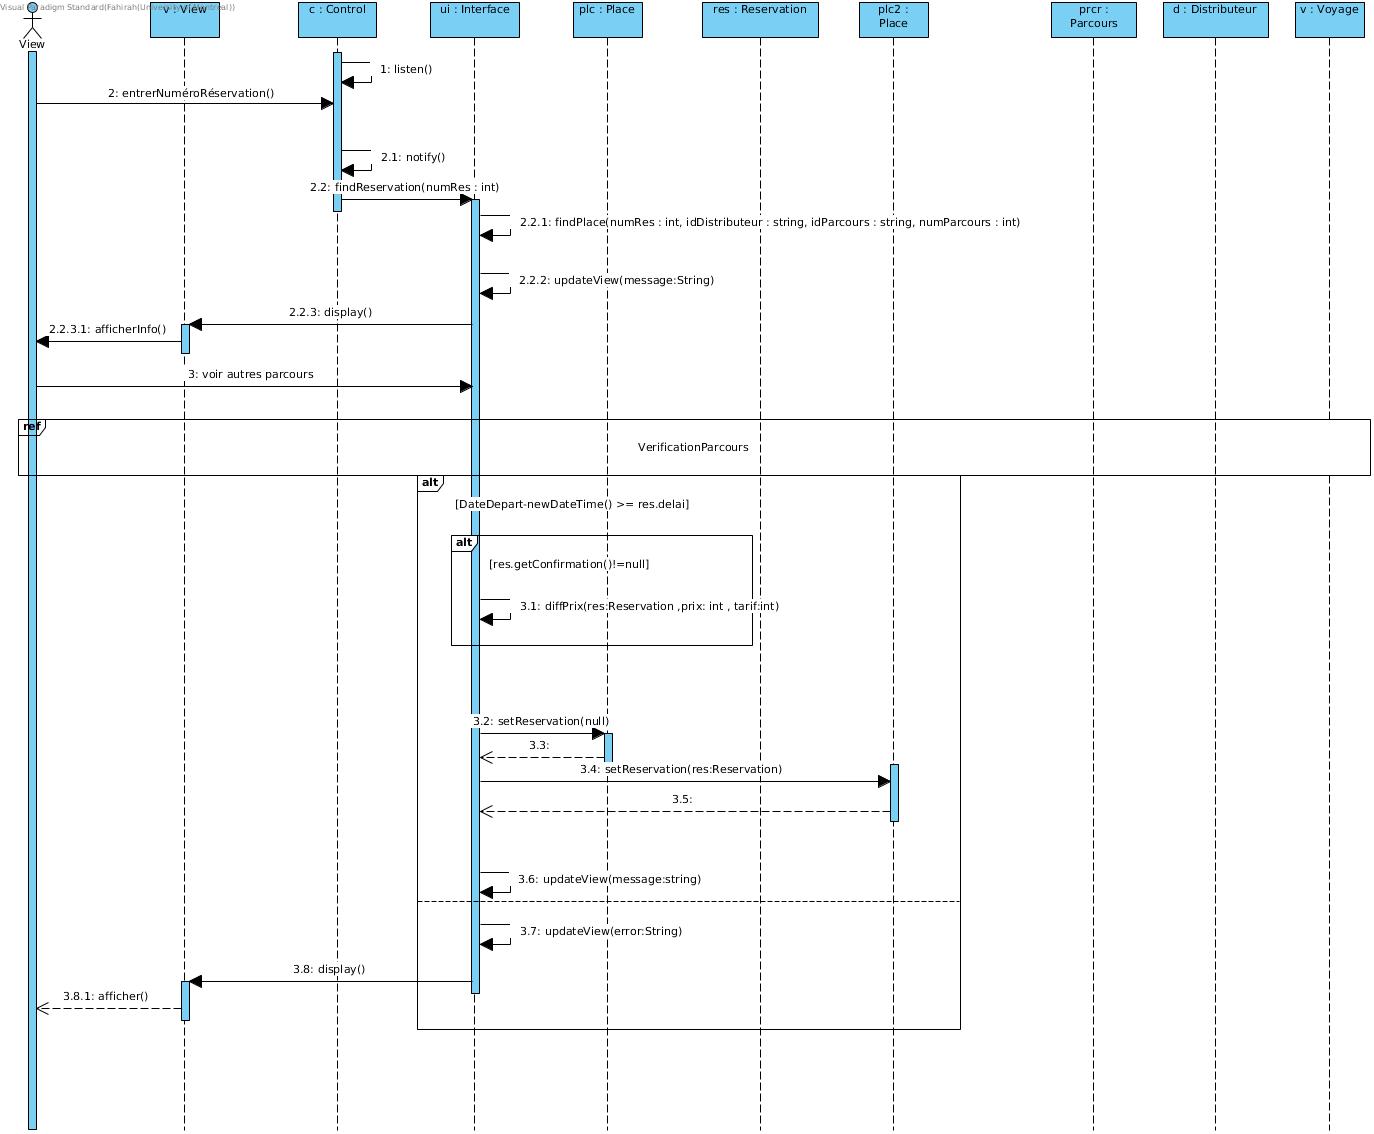 Visual Paradigm Standard(Fahirah(University of Montreal))
View
v : View
c : Control
ui : Interface
plc : Place
res : Reservation
plc2 :
Place
prcr :
Parcours
d : Distributeur
v : Voyage
1: listen()
2: entrerNuméroRéservation()
2.1: notify()
2.2: findReservation(numRes : int)
2.2.1: findPlace(numRes : int, idDistributeur : string, idParcours : string, numParcours : int)
2.2.2: updateView(message:String)
2.2.3: display()
2.2.3.1: afficherInfo()
3: voir autres parcours
ref
VerificationParcours
alt
[DateDepart-newDateTime() >= res.delai]
alt
[res.getConfirmation()!=null]
3.1: diffPrix(res:Reservation ,prix: int , tarif:int)
3.2: setReservation(null)
3.3:
3.4: setReservation(res:Reservation)
3.5:
3.6: updateView(message:string)
3.7: updateView(error:String)
3.8: display()
3.8.1: afficher()